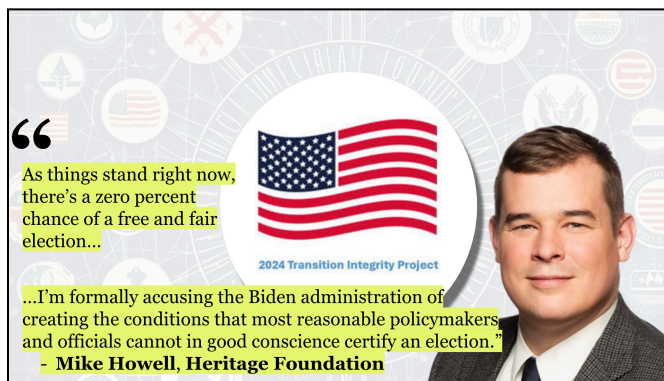 “
As things stand right now,
there’s a zero percent
chance of a free and fair
election...
2024 Transition Integrity Project
...I’m formally accusing the Biden administration of
creating the conditions that most reasonable policymakers
and officials cannot in good conscience certify an election.”
- Mike Howell, Heritage Foundation